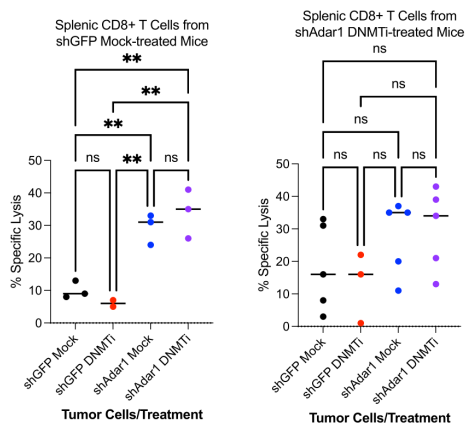 Splenic CD8+ T Cells from
shGFP Mock-treated Mice
**
**
**
ns
**
ns
50
40
30
20
10
0
% Specific Lysis
shGFP Mock
shGFP DNMTi
shAdar1 Mock
shAdar1 DNMTi
Tumor Cells/Treatment
Splenic CD8+ T Cells from
shAdar1 DNMTi-treated Mice
ns
ns
ns
ns
ns
ns
50
40
30
20
10
0
% Specific Lysis
shGFP Mock
shGFP DNMTi
shAdar1 Mock
shAdar1 DNMTi
Tumor Cells/Treatment